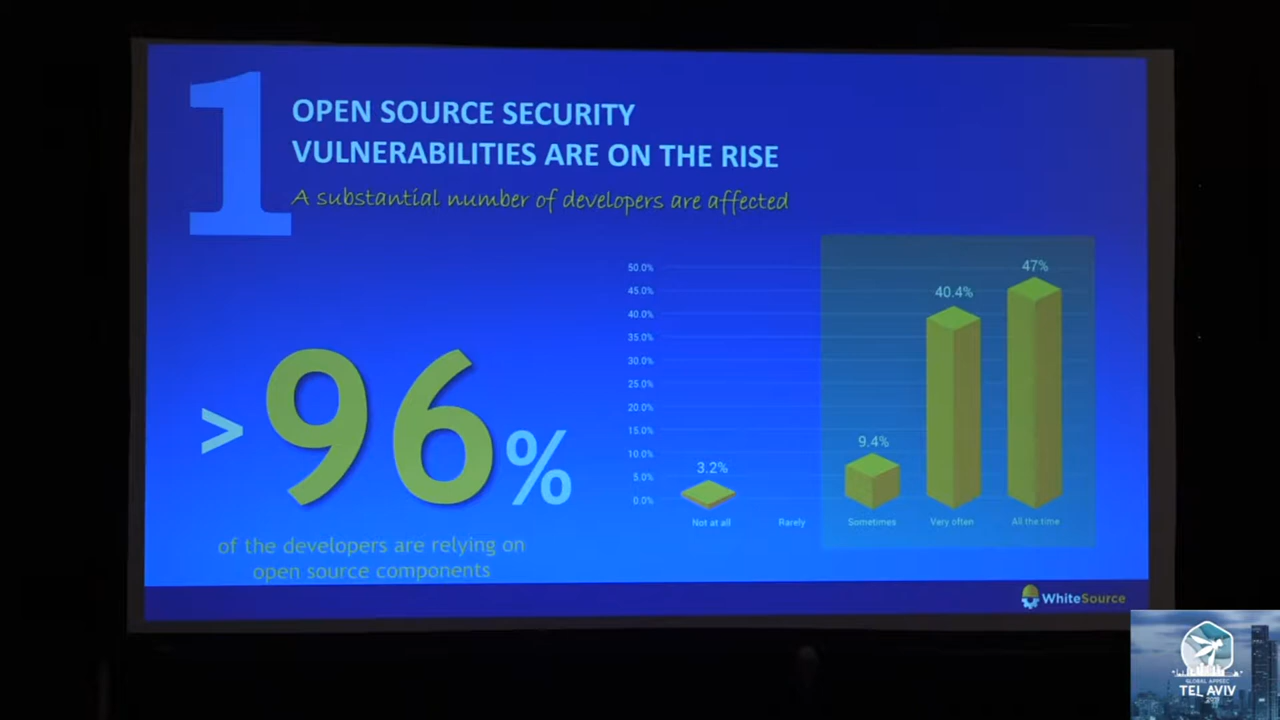 1
OPEN SOURCE SECURITY
VULNERABILITIES ARE ON THE RISE
A substantial number of developers are affected
> 96 %
of the developers are relying on
open source components
50.0%
45.0%
40.0%
35.0%
30.0%
25.0%
20.0%
15.0%
10.0%
5.0%
0.0%
3.2%
9.4%
40.4%
47%
Not at all
Rarely
Sometimes
Very often
All the time
WhiteSource
GLOBAL APPSEC
TEL AVIV